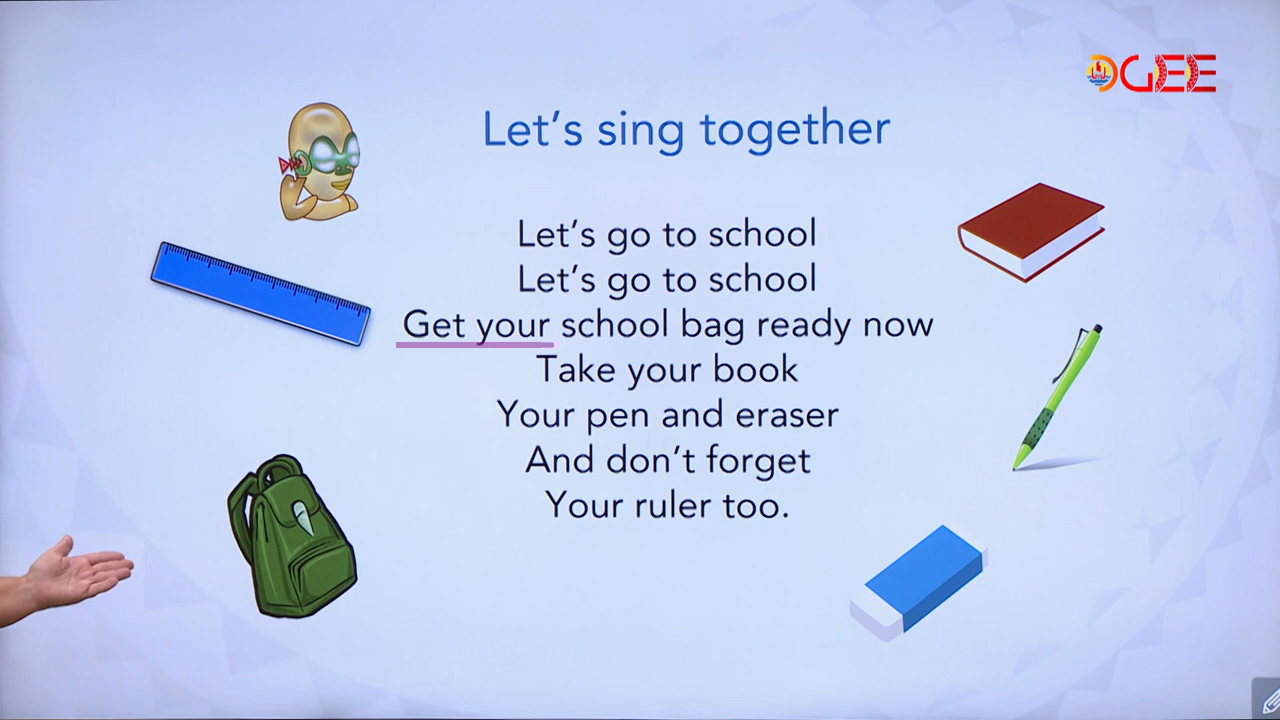 DGEE
Let's sing together
Let's go to school
Let's go to school
Get your school bag ready now
Take your book
Your pen and eraser
And don't forget
Your ruler too.